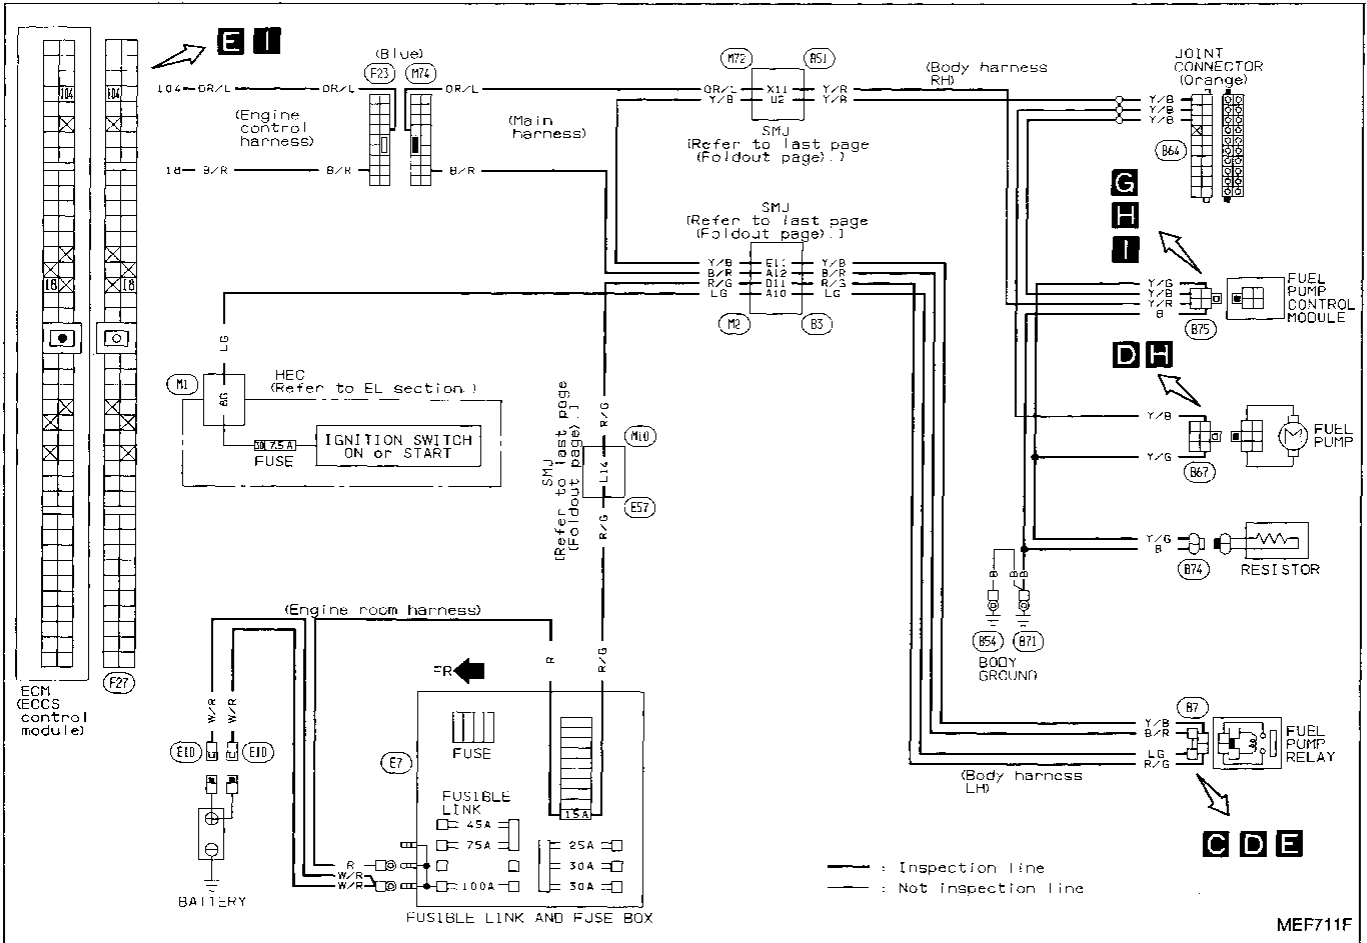 E I
(Blue)
F23 M74
104 OR/L OR/L OR/L
(Engine
control
harness)
(Main
harness)
18 B/R B/R B/R
104 104
18 18
M72 B51
OR/L X11 Y/R
Y/B U2 Y/B
SMJ
[Refer to last page
(Foldout page).]
(Body harness
RH)
JOINT
CONNECTOR
(Orange)
Y/B
Y/B
Y/B
B64
G
H
I
SMJ
[Refer to last page
(Foldout page).]
Y/B E11 Y/B
B/R A12 B/R
R/G D11 R/G
LG A10 LG
M2 B3
Y/G
Y/B
Y/R
B
B75
FUEL
PUMP
CONTROL
MODULE
D H
LG
M1
8G
HEC
(Refer to EL section.)
30 7.5A
FUSE
IGNITION SWITCH
ON or START
SMJ
[Refer to last page
(Foldout page).]
R/G
M10
L14
E57
R/G
R/G
Y/B
Y/G
B67
M
FUEL
PUMP
Y/G
B
B74
RESISTOR
B B
B54 B71
BODY
GROUND
(Engine room harness)
R
F27
ECM
(ECCS
control
module)
W/R W/R
E10 E10
BATTERY
FR
FUSE
E7
FUSIBLE
LINK
15A
45A
75A 25A
30A
100A 30A
R
W/R
W/R
FUSIBLE LINK AND FUSE BOX
B7
Y/B
B/R
LG
R/G
FUEL
PUMP
RELAY
(Body harness
LH)
C D E
: Inspection line
: Not inspection line
MEF711F